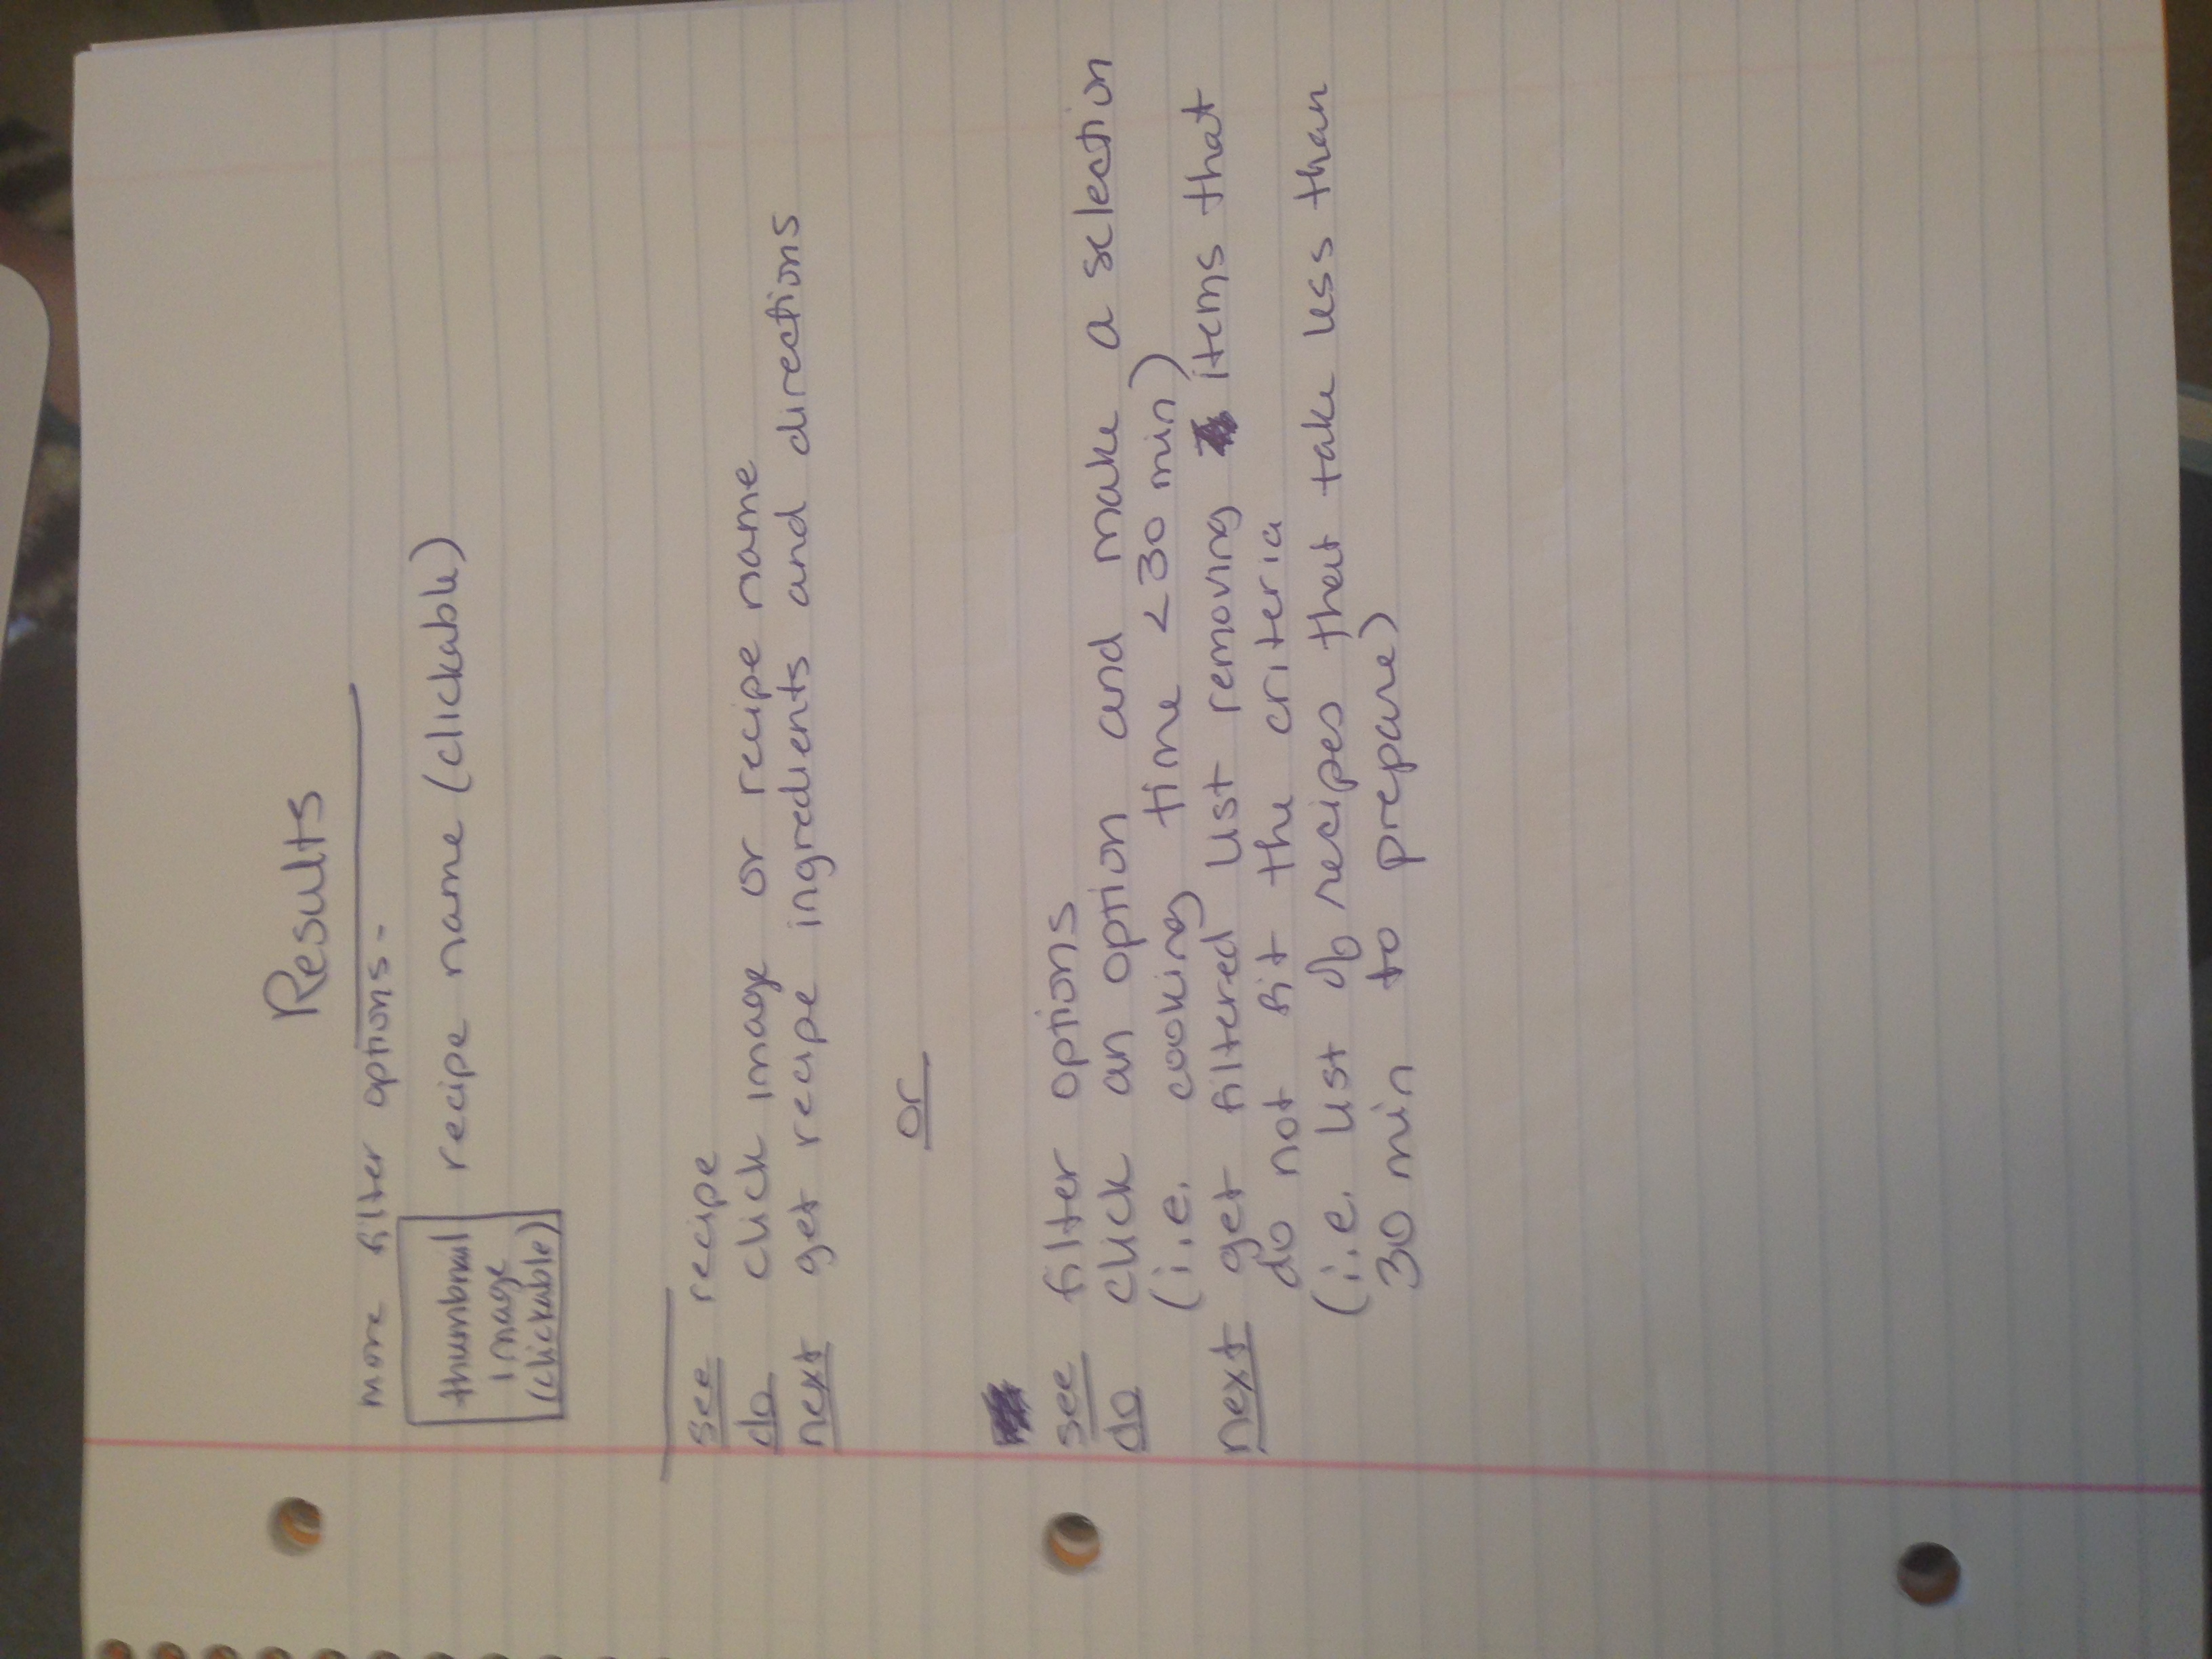 Results
more filter options-
thumbnail
image
(clickable)
recipe name (clickable)
see recipe
do click image or recipe name
next get recipe ingredients and directions
or
see filter options
do click an option and make a selection
(i.e. cooking time <30 min)
next get filtered list removing items that
do not fit the criteria
(i.e. list of recipes that take less than
30 min to prepare)